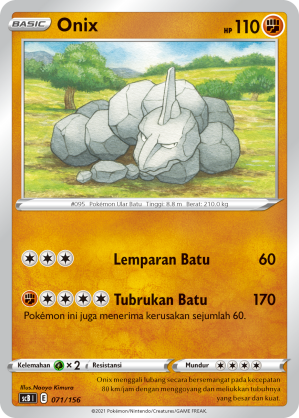 BASIC Onix HP 110
#095 Pokémon Ular Batu. Tinggi: 8.8 m Berat: 210.0 kg
Lemparan Batu 60
Tubrukan Batu 170
Pokémon ini juga menerima kerusakan sejumlah 60.
Kelemahan × 2 Resistansi Mundur
Illus. Naoyo Kimura
sc3 I E 071/156
Onix menggali lubang secara bersemangat pada kecepatan
80 km/jam dengan menggoyang dan meliukkan tubuhnya
yang besar dan kuat.
©2021 Pokémon/Nintendo/Creatures/GAME FREAK